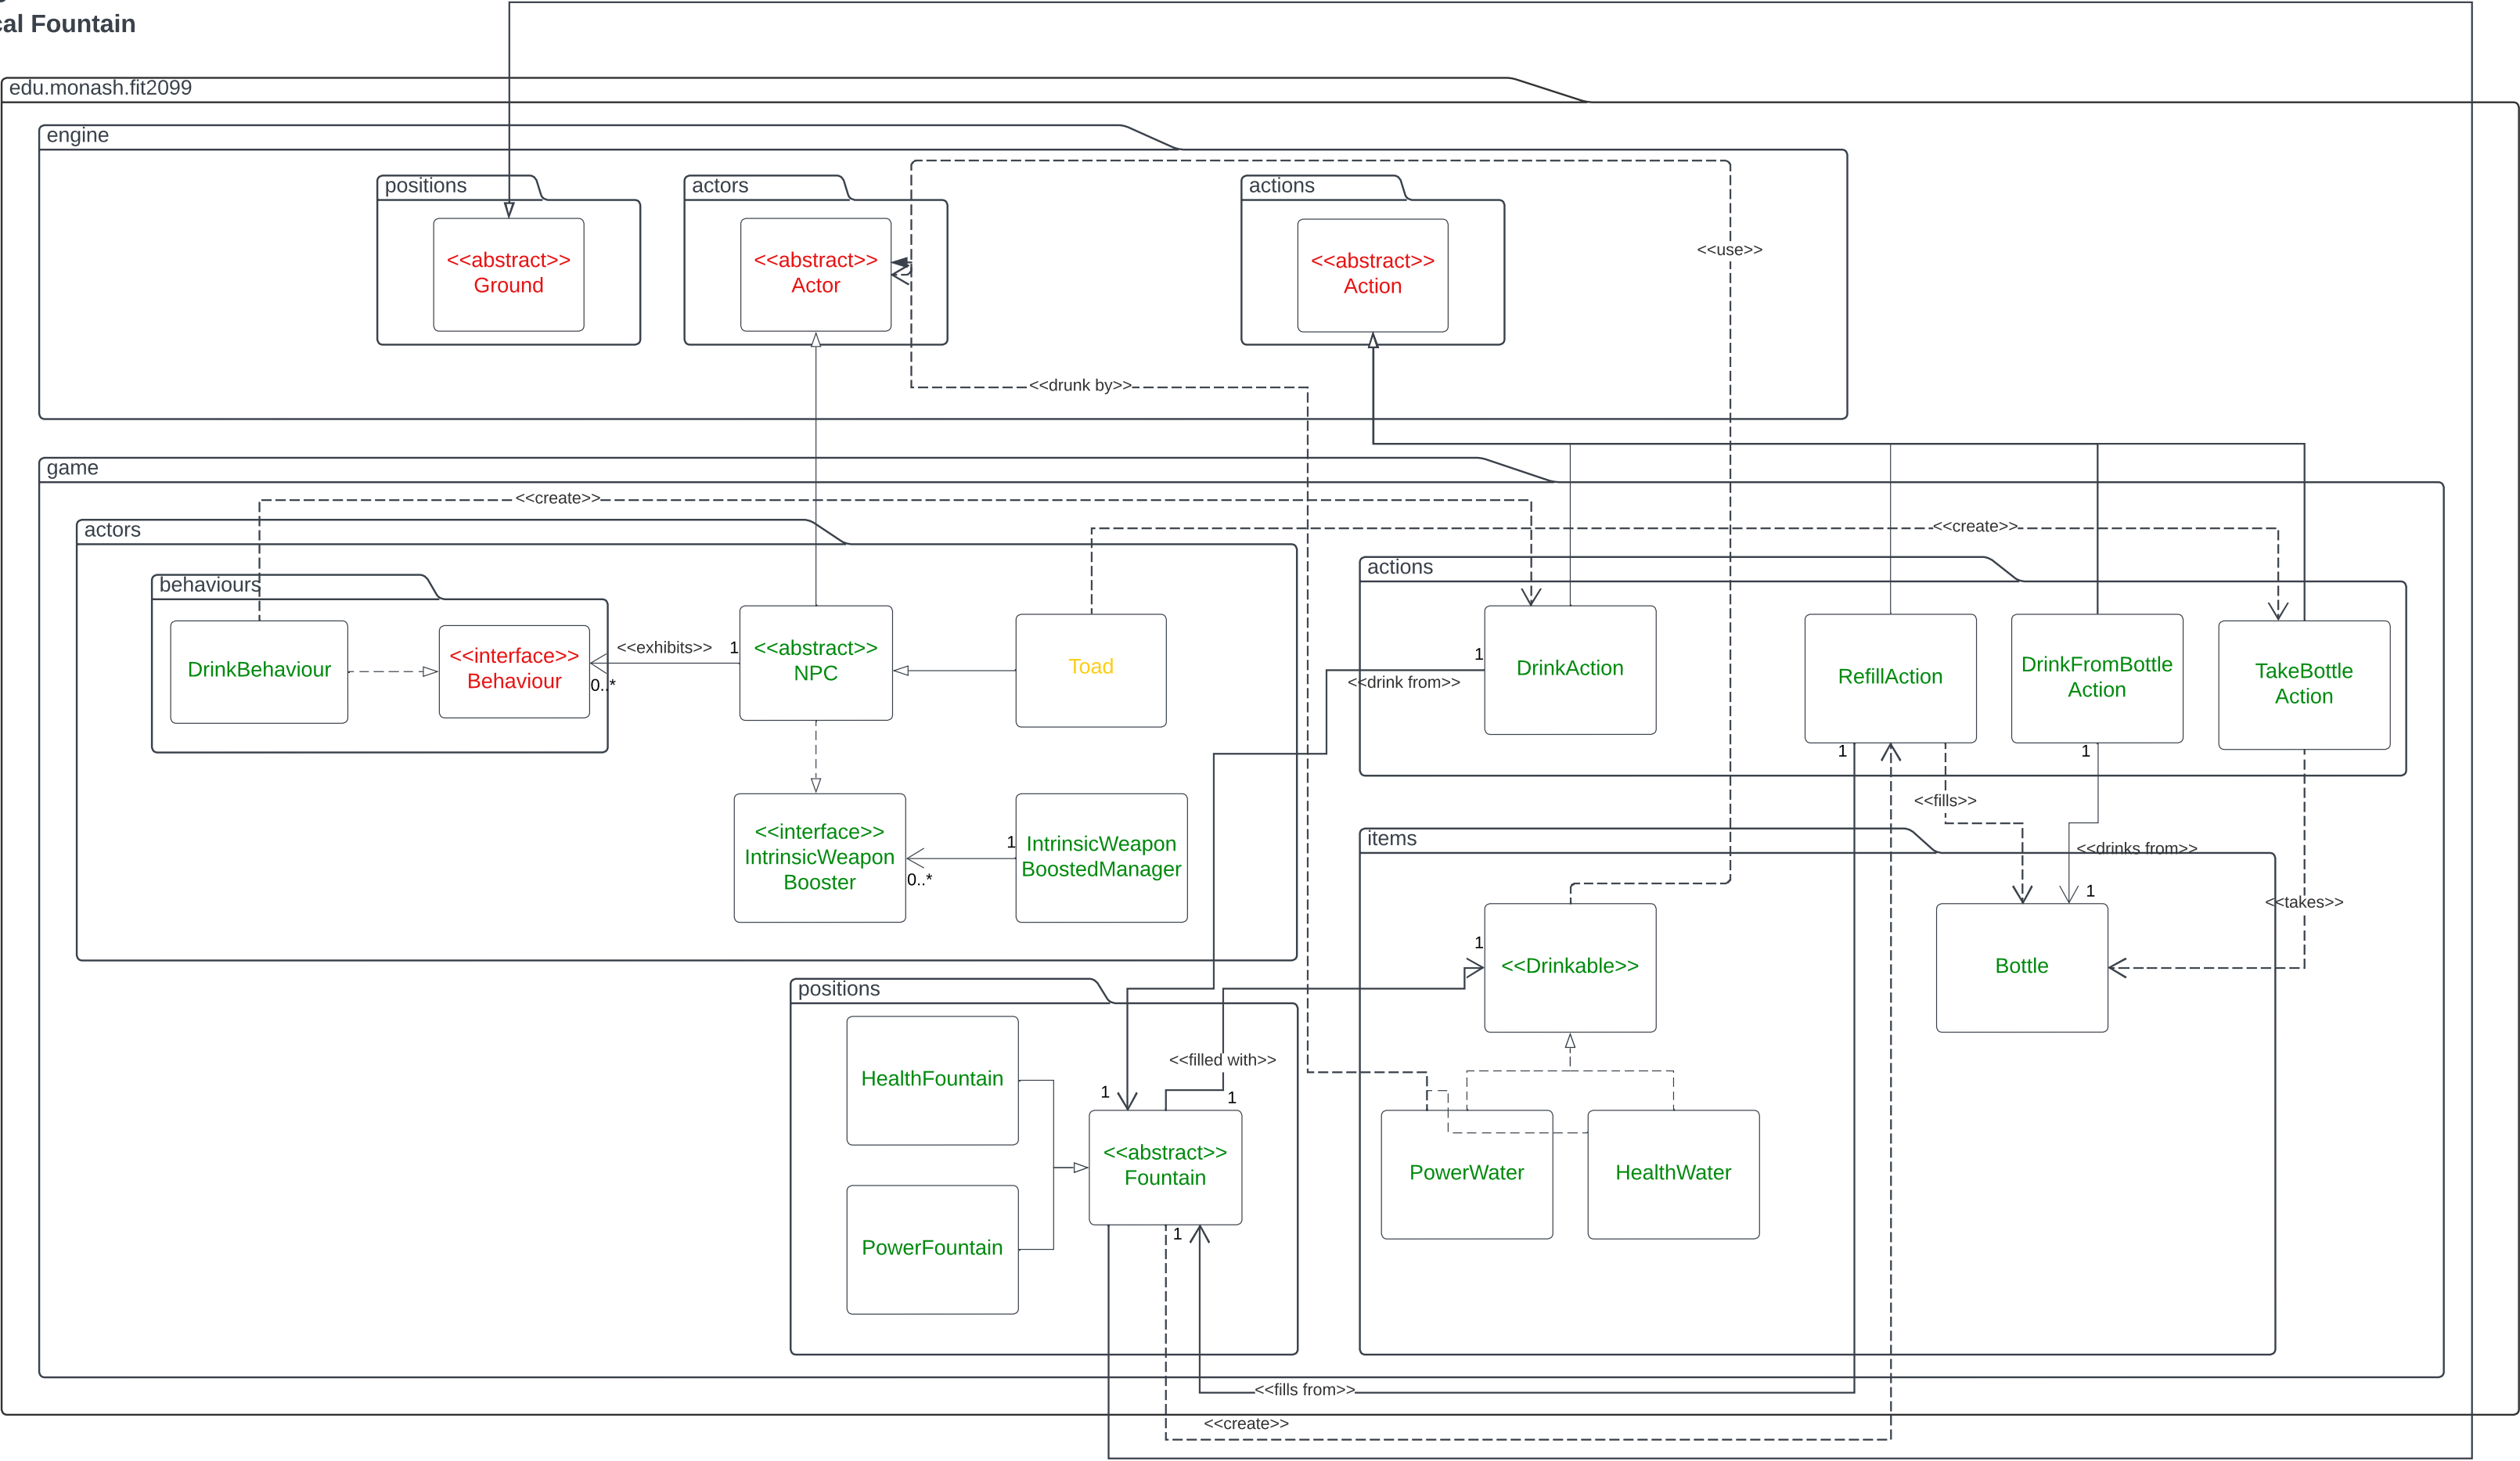 cal Fountain
edu.monash.fit2099
engine
positions
actors
actions
<<abstract>>
Ground
<<abstract>>
Actor
<<abstract>>
Action
<<use>>
<<drunk by>>
game
<<create>>
<<create>>
actors
actions
behaviours
DrinkBehaviour
<<interface>>
Behaviour
<<exhibits>>
1
0..*
<<abstract>>
NPC
Toad
1
<<drink from>>
DrinkAction
RefillAction
DrinkFromBottle
Action
TakeBottle
Action
1
1
<<fills>>
<<interface>>
IntrinsicWeapon
Booster
1
0..*
IntrinsicWeapon
BoostedManager
items
<<drinks from>>
1
<<takes>>
1
<<Drinkable>>
Bottle
positions
HealthFountain
<<filled with>>
1
1
<<abstract>>
Fountain
PowerWater
HealthWater
PowerFountain
1
<<fills from>>
<<create>>